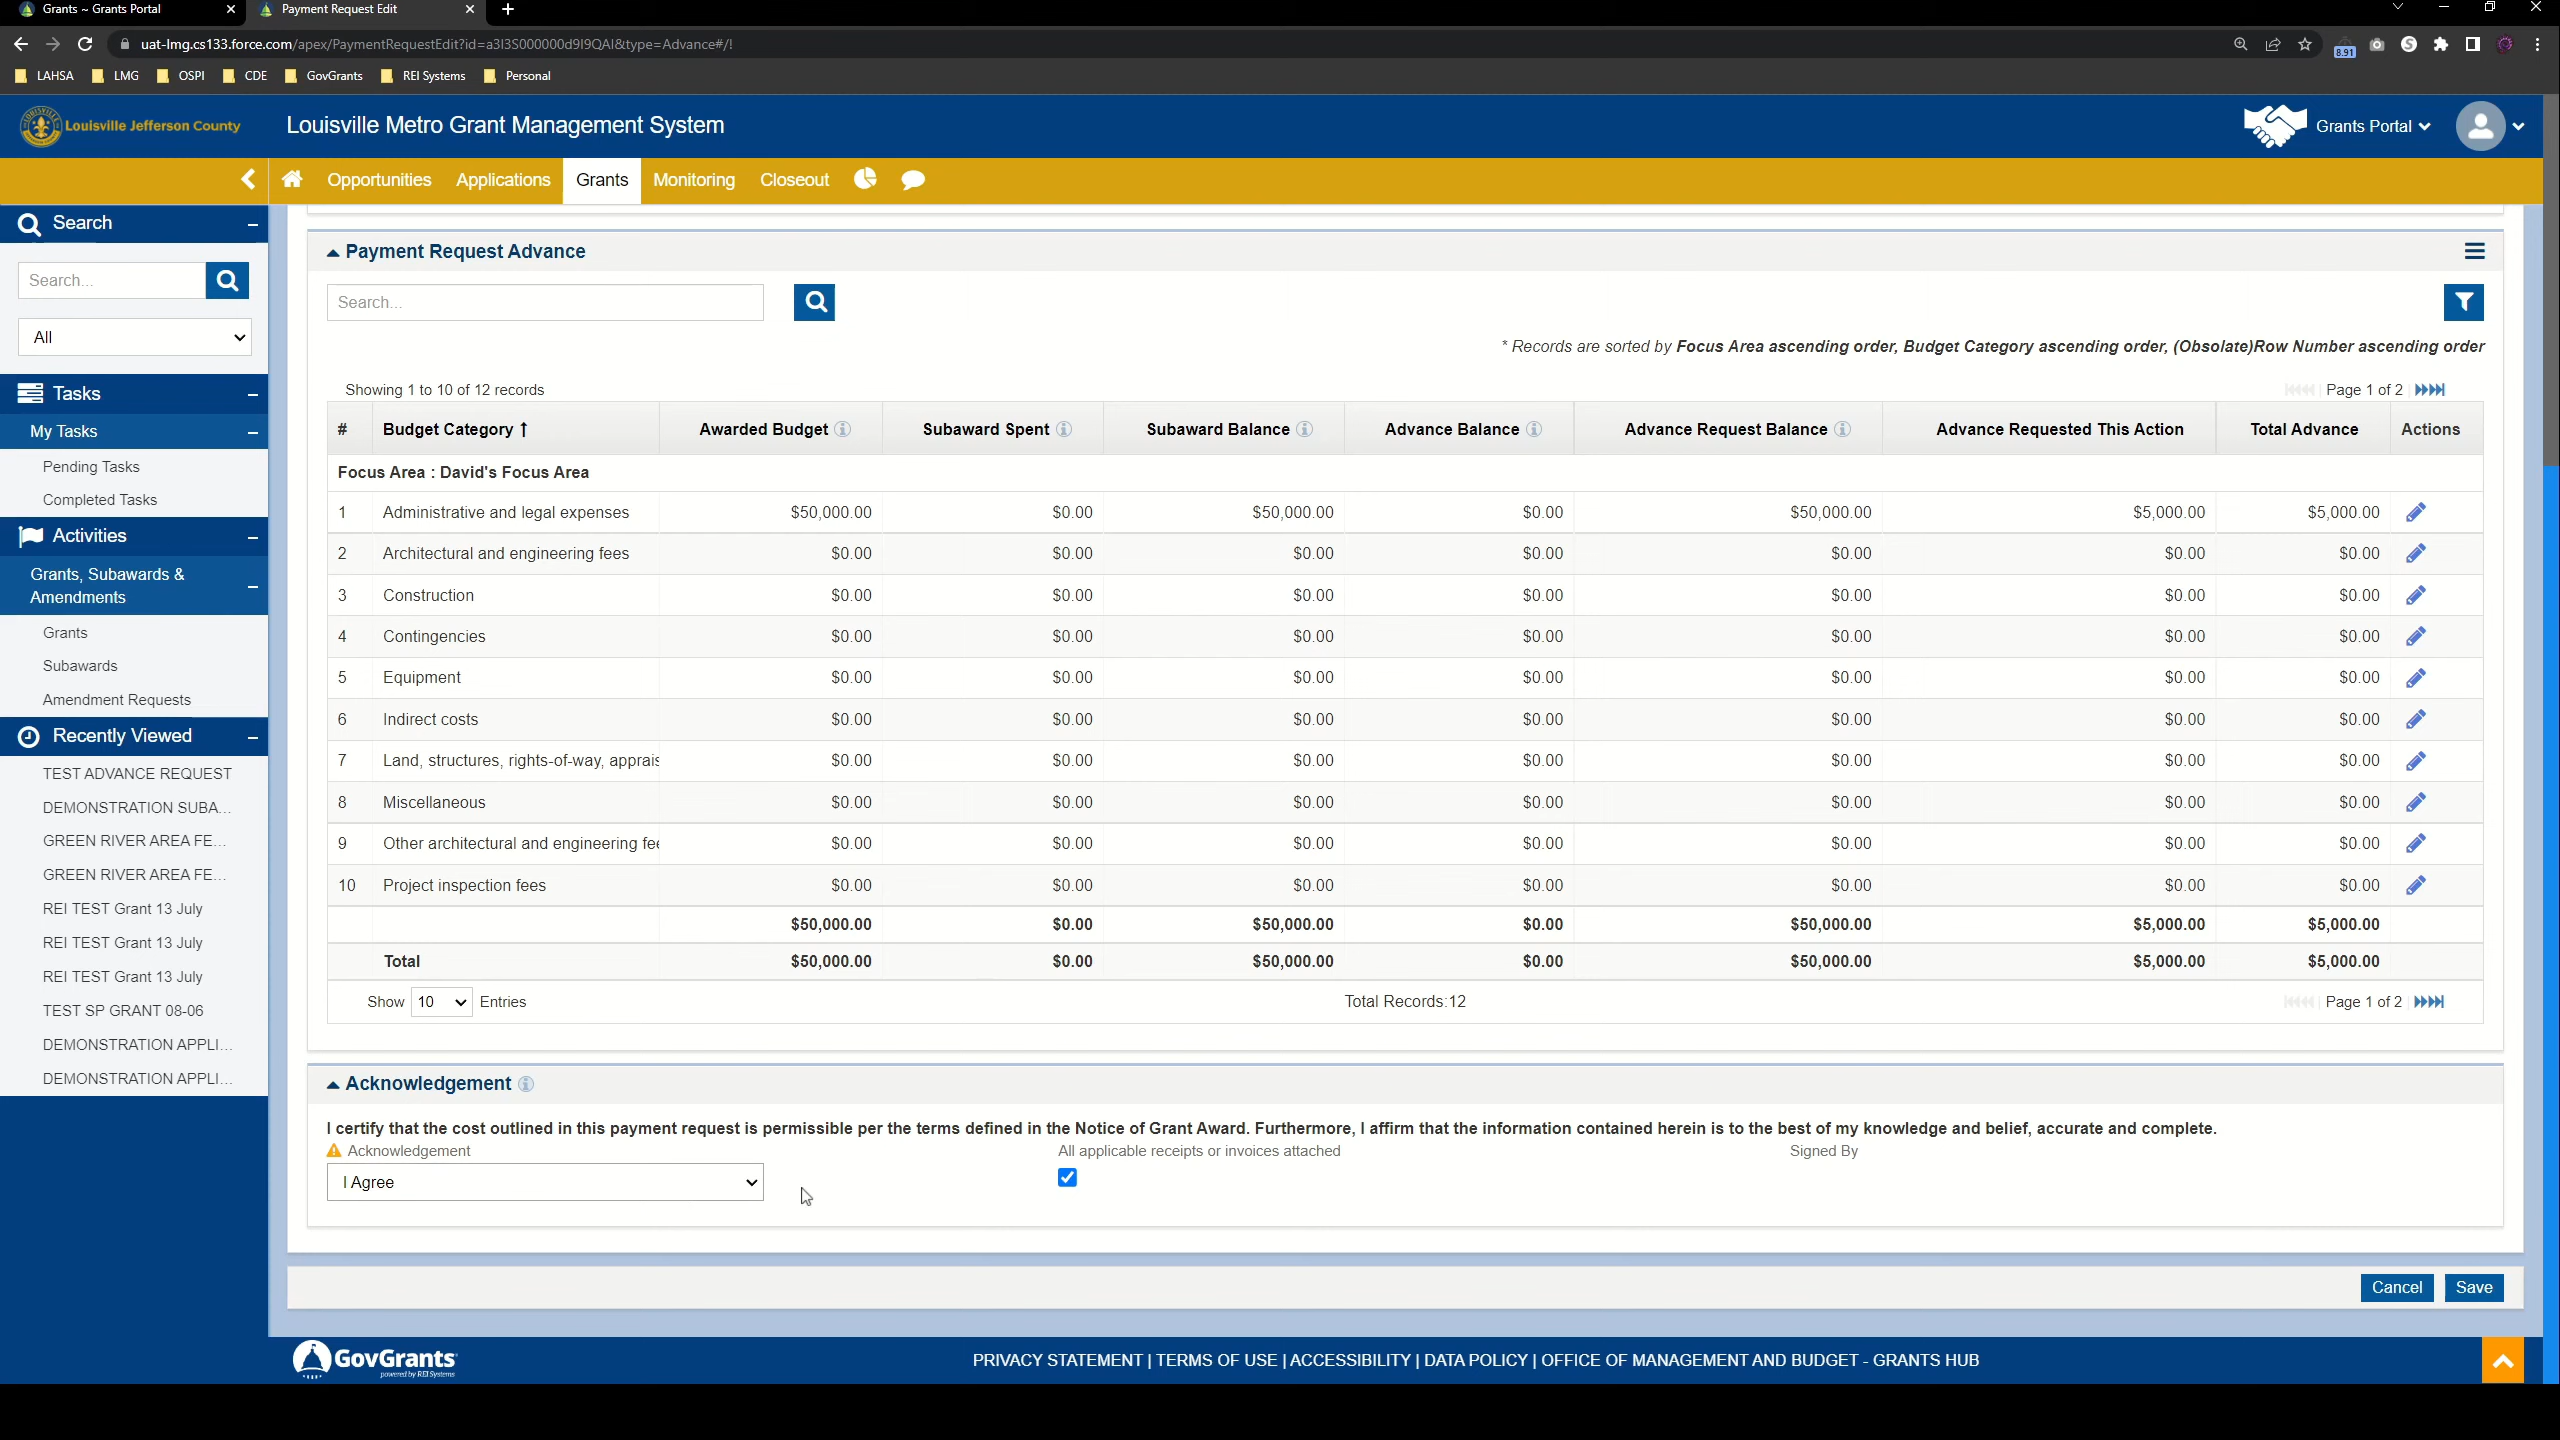 Grants ~ Grants Portal
Payment Request Edit
uat-lmg.cs133.force.com/apex/PaymentRequestEdit?id=a3I3S000000d9I9QAI&type=Advance#/!
8.91
LAHSA LMG OSPI CDE GovGrants REI Systems Personal
Louisville Jefferson County
Louisville Metro Grant Management System
Grants Portal
Opportunities Applications Grants Monitoring Closeout
Search
Search...
All
Tasks
My Tasks
Pending Tasks
Completed Tasks
Activities
Grants, Subawards &
Amendments
Grants
Subawards
Amendment Requests
Recently Viewed
TEST ADVANCE REQUEST
DEMONSTRATION SUBA...
GREEN RIVER AREA FE...
GREEN RIVER AREA FE...
REI TEST Grant 13 July
REI TEST Grant 13 July
REI TEST Grant 13 July
TEST SP GRANT 08-06
DEMONSTRATION APPLI...
DEMONSTRATION APPLI...
Payment Request Advance
Search...
* Records are sorted by Focus Area ascending order, Budget Category ascending order, (Obsolate)Row Number ascending order
Showing 1 to 10 of 12 records
Page 1 of 2
# Budget Category ↑ Awarded Budget Subaward Spent Subaward Balance Advance Balance Advance Request Balance Advance Requested This Action Total Advance Actions
Focus Area : David's Focus Area
1 Administrative and legal expenses $50,000.00 $0.00 $50,000.00 $0.00 $50,000.00 $5,000.00 $5,000.00
2 Architectural and engineering fees $0.00 $0.00 $0.00 $0.00 $0.00 $0.00 $0.00
3 Construction $0.00 $0.00 $0.00 $0.00 $0.00 $0.00 $0.00
4 Contingencies $0.00 $0.00 $0.00 $0.00 $0.00 $0.00 $0.00
5 Equipment $0.00 $0.00 $0.00 $0.00 $0.00 $0.00 $0.00
6 Indirect costs $0.00 $0.00 $0.00 $0.00 $0.00 $0.00 $0.00
7 Land, structures, rights-of-way, apprais $0.00 $0.00 $0.00 $0.00 $0.00 $0.00 $0.00
8 Miscellaneous $0.00 $0.00 $0.00 $0.00 $0.00 $0.00 $0.00
9 Other architectural and engineering fe $0.00 $0.00 $0.00 $0.00 $0.00 $0.00 $0.00
10 Project inspection fees $0.00 $0.00 $0.00 $0.00 $0.00 $0.00 $0.00
$50,000.00 $0.00 $50,000.00 $0.00 $50,000.00 $5,000.00 $5,000.00
Total $50,000.00 $0.00 $50,000.00 $0.00 $50,000.00 $5,000.00 $5,000.00
Show 10 Entries
Total Records:12
Page 1 of 2
Acknowledgement
I certify that the cost outlined in this payment request is permissible per the terms defined in the Notice of Grant Award. Furthermore, I affirm that the information contained herein is to the best of my knowledge and belief, accurate and complete.
Acknowledgement
All applicable receipts or invoices attached
Signed By
I Agree
Cancel Save
GovGrants
powered by REI Systems
PRIVACY STATEMENT | TERMS OF USE | ACCESSIBILITY | DATA POLICY | OFFICE OF MANAGEMENT AND BUDGET - GRANTS HUB